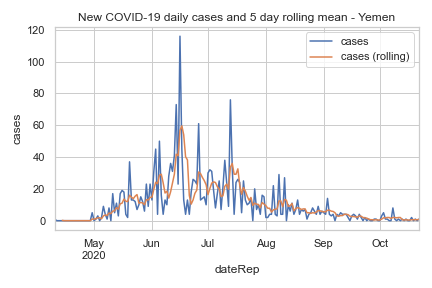 New COVID-19 daily cases and 5 day rolling mean - Yemen
cases
cases (rolling)
120
100
80
60
40
20
0
cases
May
2020
Jun
Jul
Aug
Sep
Oct
dateRep